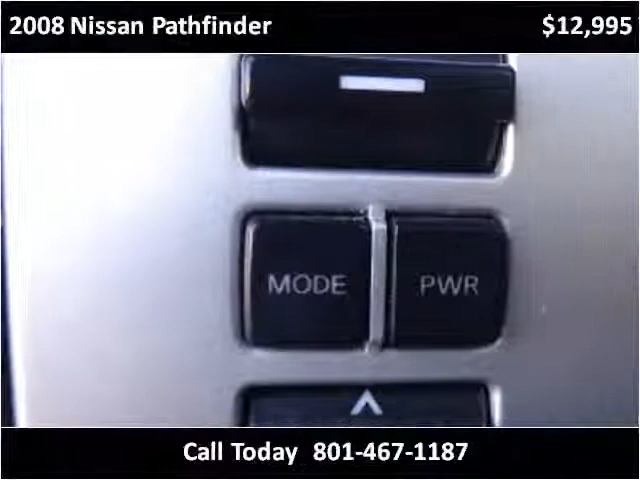 2008 Nissan Pathfinder $12,995
MODE PWR
Call Today 801-467-1187